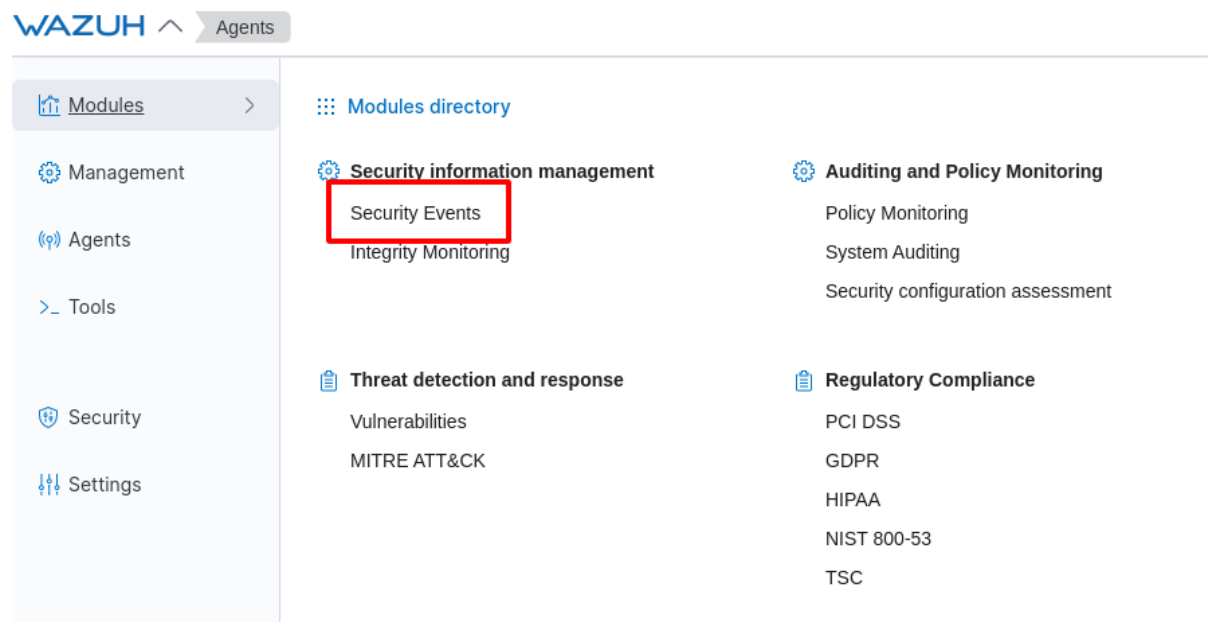 WAZUH Agents
Modules
Management
Agents
Tools
Security
Settings
Modules directory
Security information management
Security Events
Integrity Monitoring
Auditing and Policy Monitoring
Policy Monitoring
System Auditing
Security configuration assessment
Threat detection and response
Vulnerabilities
MITRE ATT&CK
Regulatory Compliance
PCI DSS
GDPR
HIPAA
NIST 800-53
TSC